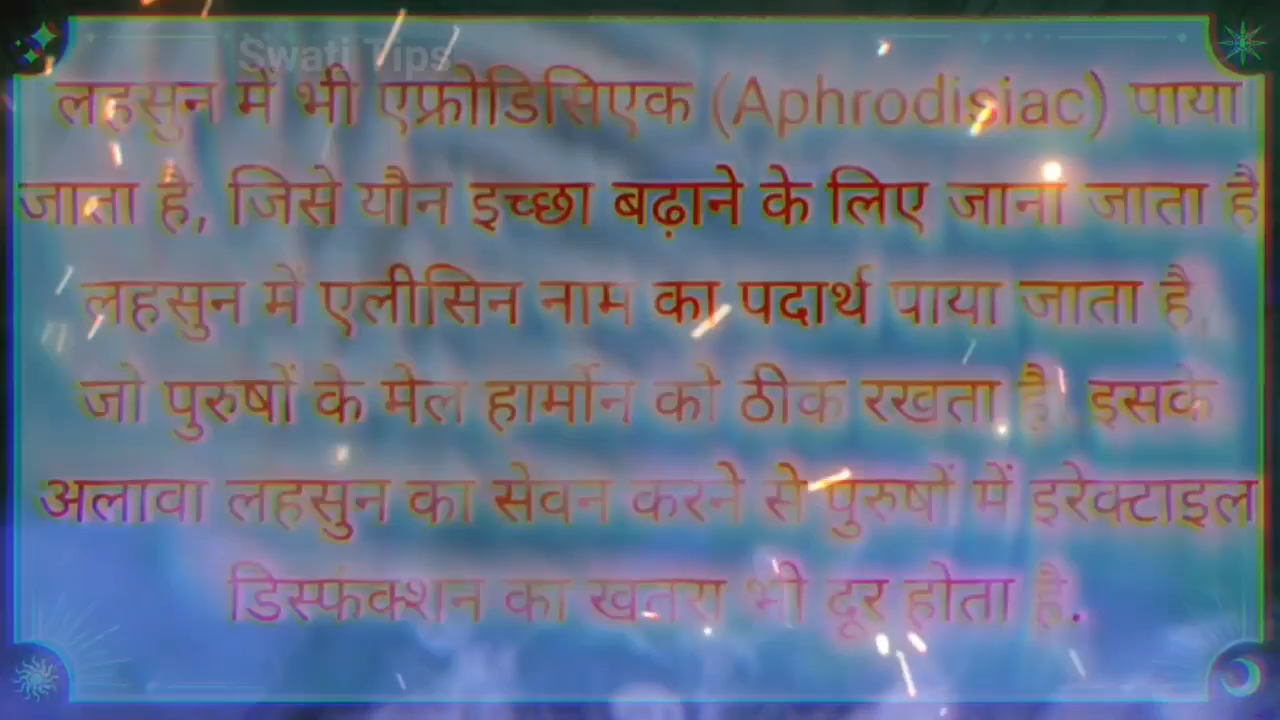 Swati Tips
लहसुन में भी एफ्रोडिसिएक (Aphrodisiac) पाया
जाता है, जिसे यौन इच्छा बढ़ाने के लिए जाना जाता है
लहसुन में एलीसिन नाम का पदार्थ पाया जाता है,
जो पुरुषों के मेल हार्मोन को ठीक रखता है। इसके
अलावा लहसुन का सेवन करने से पुरुषों में इरेक्टाइल
डिस्फंक्शन का खतरा भी दूर होता है.